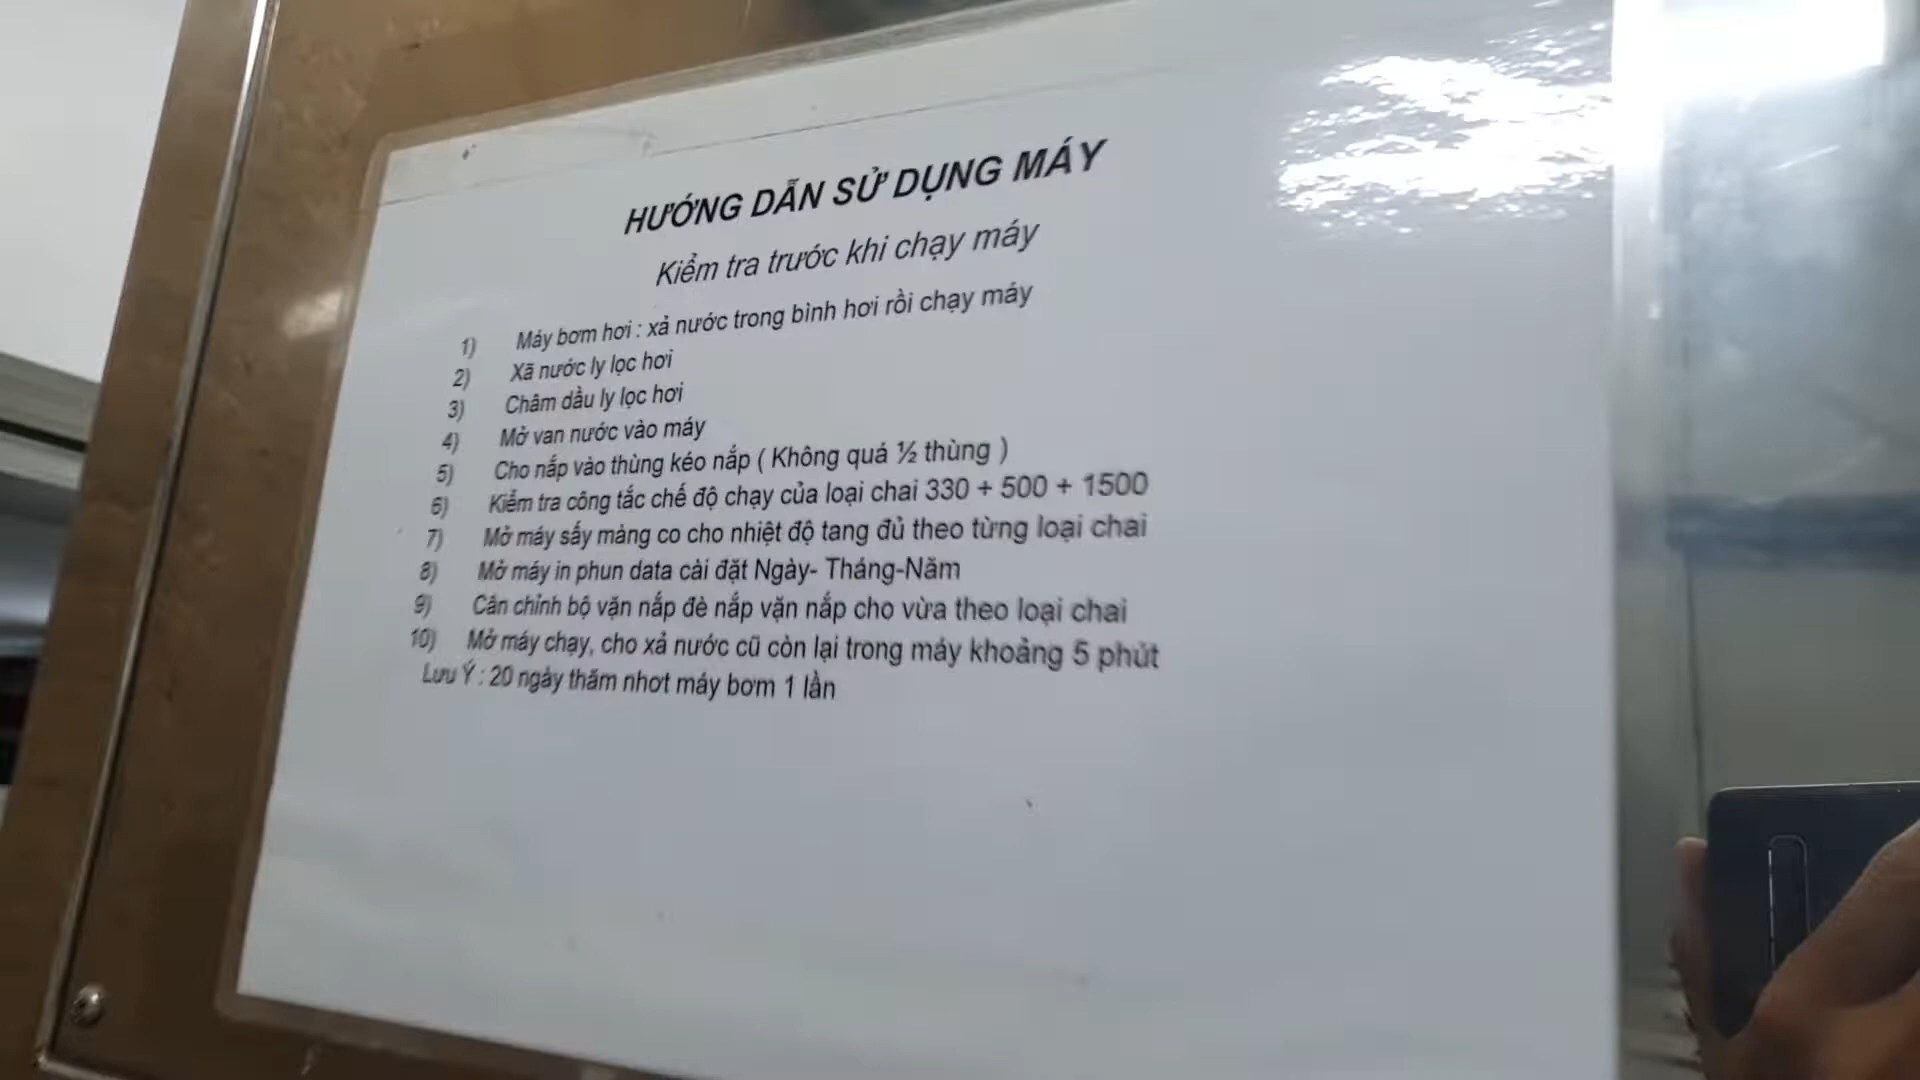 HƯỚNG DẪN SỬ DỤNG MÁY
Kiểm tra trước khi chạy máy
1) Máy bơm hơi : xả nước trong bình hơi rồi chạy máy
2) Xã nước ly lọc hơi
3) Châm dầu ly lọc hơi
4) Mở van nước vào máy
5) Cho nắp vào thùng kéo nắp ( Không quá ½ thùng )
6) Kiểm tra công tắc chế độ chạy của loại chai 330 + 500 + 1500
7) Mở máy sấy màng co cho nhiệt độ tang đủ theo từng loại chai
8) Mở máy in phun data cài đặt Ngày- Tháng-Năm
9) Cân chỉnh bộ vặn nắp đè nắp vặn nắp cho vừa theo loại chai
10) Mở máy chạy, cho xả nước cũ còn lại trong máy khoảng 5 phút
Lưu Ý : 20 ngày thăm nhơt máy bơm 1 lần